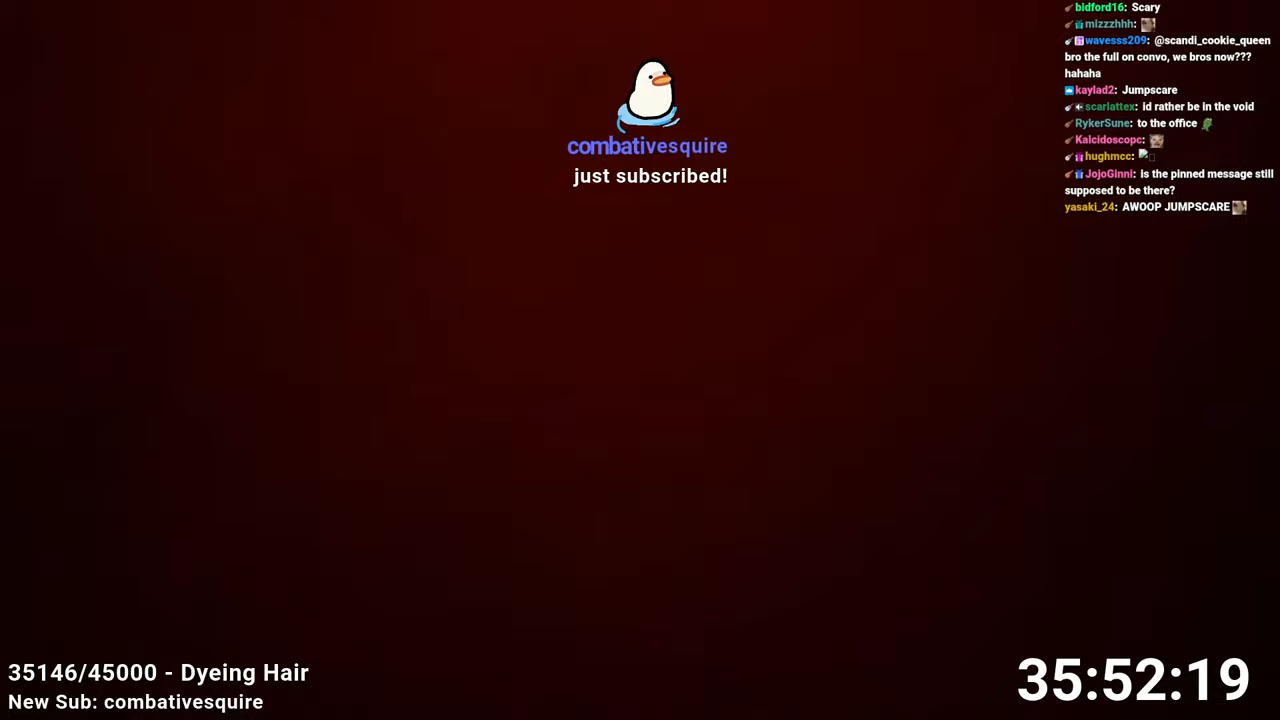 bidford16: Scary
mizzzhhh:
wavesss209: @scandi_cookie_queen
bro the full on convo, we bros now???
hahaha
kaylad2: Jumpscare
scarlattex: id rather be in the void
RykerSune: to the office
Kalcidoscopc:
hughmcc:
JojoGinni: Is the pinned message still
supposed to be there?
yasaki_24: AWOOP JUMPSCARE
combativesquire
just subscribed!
35146/45000 - Dyeing Hair
New Sub: combativesquire
35:52:19